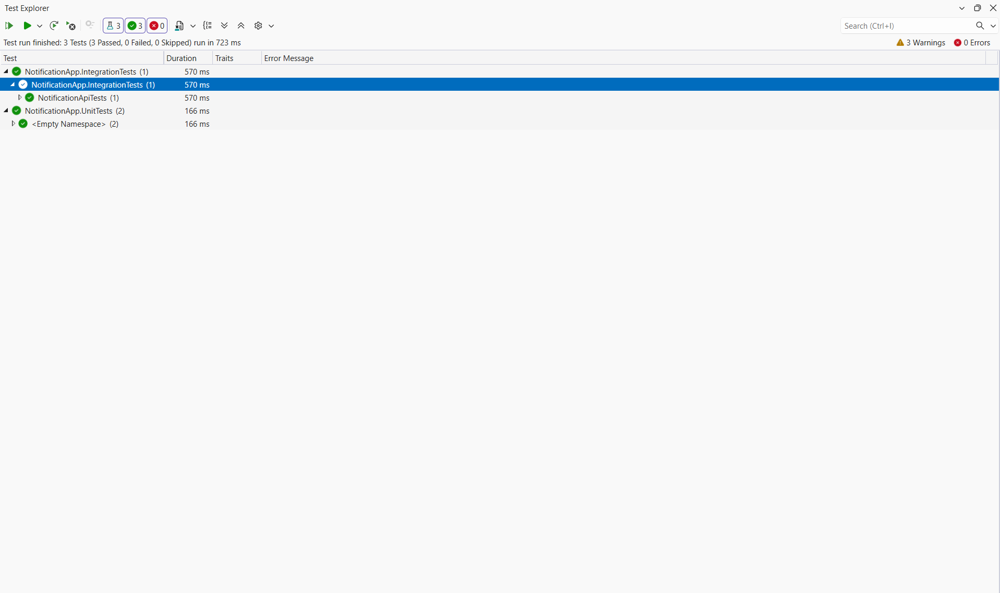 Test Explorer
3 3 0 Search (Ctrl+I)
Test run finished: 3 Tests (3 Passed, 0 Failed, 0 Skipped) run in 723 ms 3 Warnings 0 Errors
Test Duration Traits Error Message
NotificationApp.IntegrationTests (1) 570 ms
NotificationApp.IntegrationTests (1) 570 ms
NotificationApiTests (1) 570 ms
NotificationApp.UnitTests (2) 166 ms
<Empty Namespace> (2) 166 ms